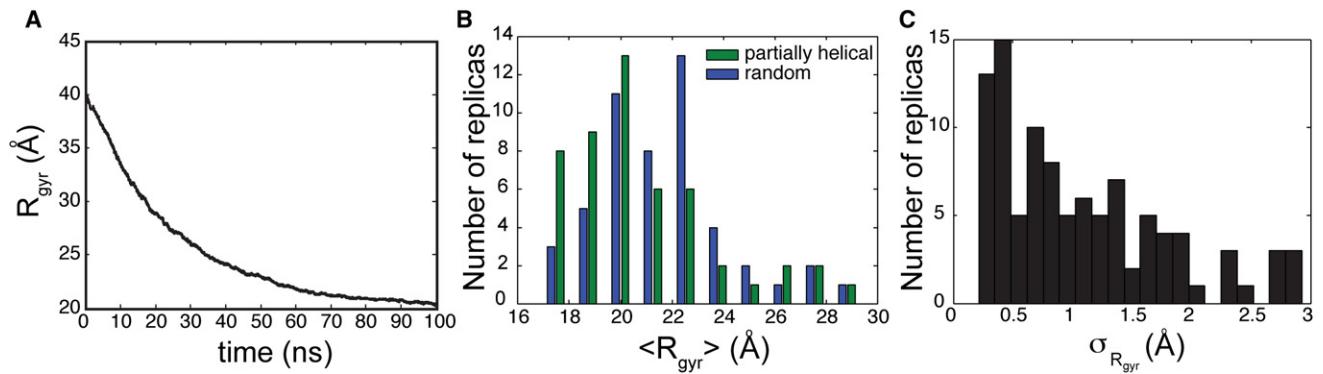 A
R_gyr (Å)
45
40
35
30
25
20
0 10 20 30 40 50 60 70 80 90 100
time (ns)
B
Number of replicas
14
12
10
8
6
4
2
0
partially helical
random
16 18 20 22 24 26 28 30
<R_gyr> (Å)
C
Number of replicas
15
10
5
0
0 0.5 1 1.5 2 2.5 3
σ_R_gyr (Å)